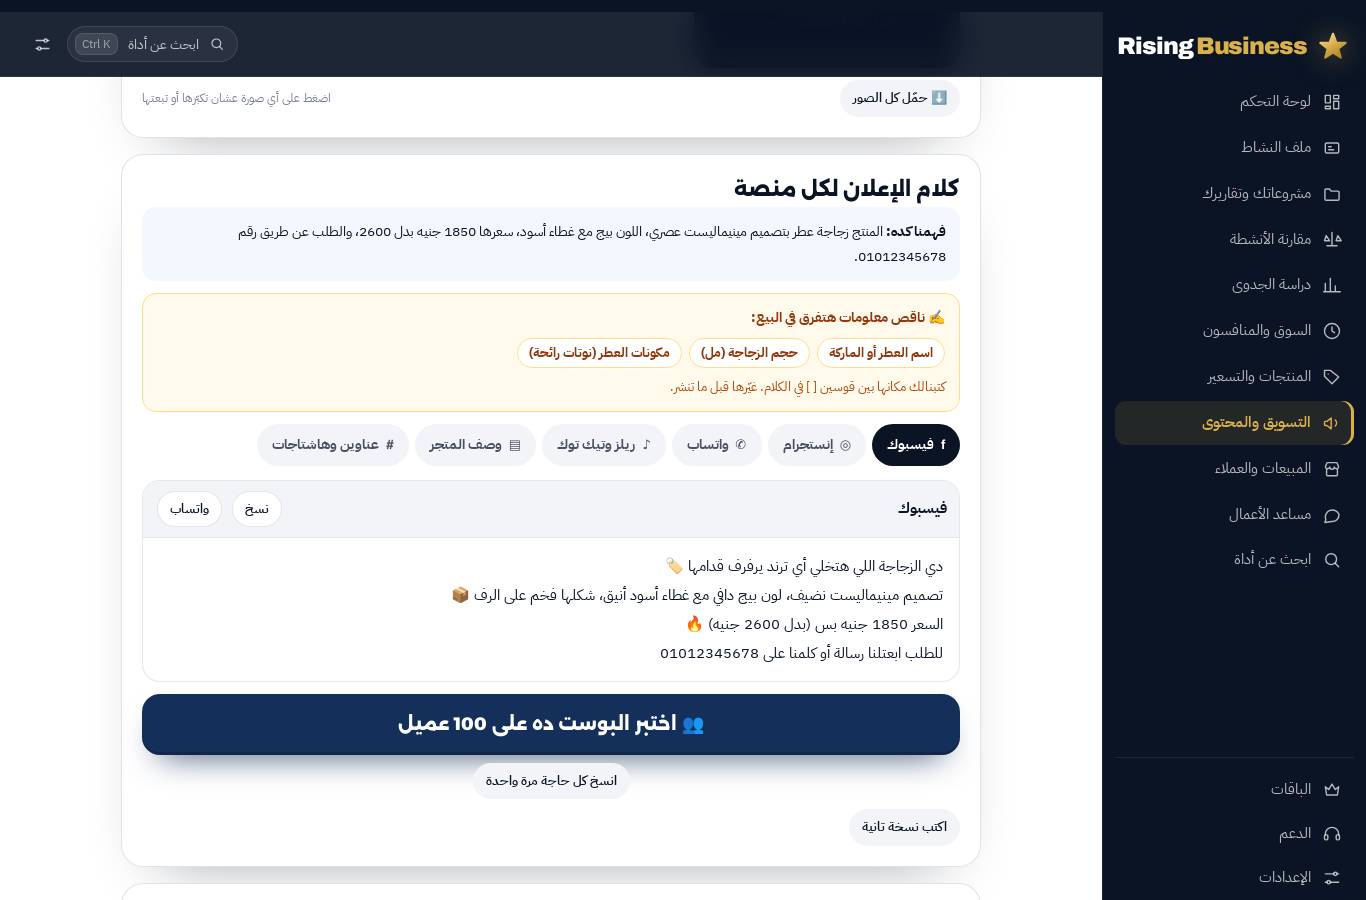 RisingBusiness
لوحة التحكم
ملف النشاط
مشروعاتك وتقاريرك
مقارنة الأنشطة
دراسة الجدوى
السوق والمنافسون
المنتجات والتسعير
التسويق والمحتوى
المبيعات والعملاء
مساعد الأعمال
ابحث عن أداة
الباقات
الدعم
الإعدادات
ابحث عن أداة Ctrl K
⬇️ حمّل كل الصور
اضغط على أي صورة عشان تكبّرها أو تبعتها
كلام الإعلان لكل منصة
فهمنا كده: المنتج زجاجة عطر بتصميم مينيماليست عصري، اللون بيج مع غطاء أسود، سعرها 1850 جنيه بدل 2600، والطلب عن طريق رقم
01012345678.
✍️ ناقص معلومات هتفرق في البيع:
اسم العطر أو الماركة
حجم الزجاجة (مل)
مكونات العطر (نوتات رائحة)
كتبنالك مكانها بين قوسين [ ] في الكلام. غيّرها قبل ما تنشر.
f فيسبوك
◎ إنستجرام
✆ واتساب
♪ ريلز وتيك توك
▤ وصف المتجر
# عناوين وهاشتاجات
فيسبوك
نسخ
واتساب
دي الزجاجة اللي هتخلي أي ترند يرفرف قدامها 🏷️
تصميم مينيماليست نضيف، لون بيج دافي مع غطاء أسود أنيق، شكلها فخم على الرف 📦
السعر 1850 جنيه بس (بدل 2600 جنيه) 🔥
للطلب ابعتلنا رسالة أو كلمنا على 01012345678
👥 اختبر البوست ده على 100 عميل
انسخ كل حاجة مرة واحدة
اكتب نسخة تانية